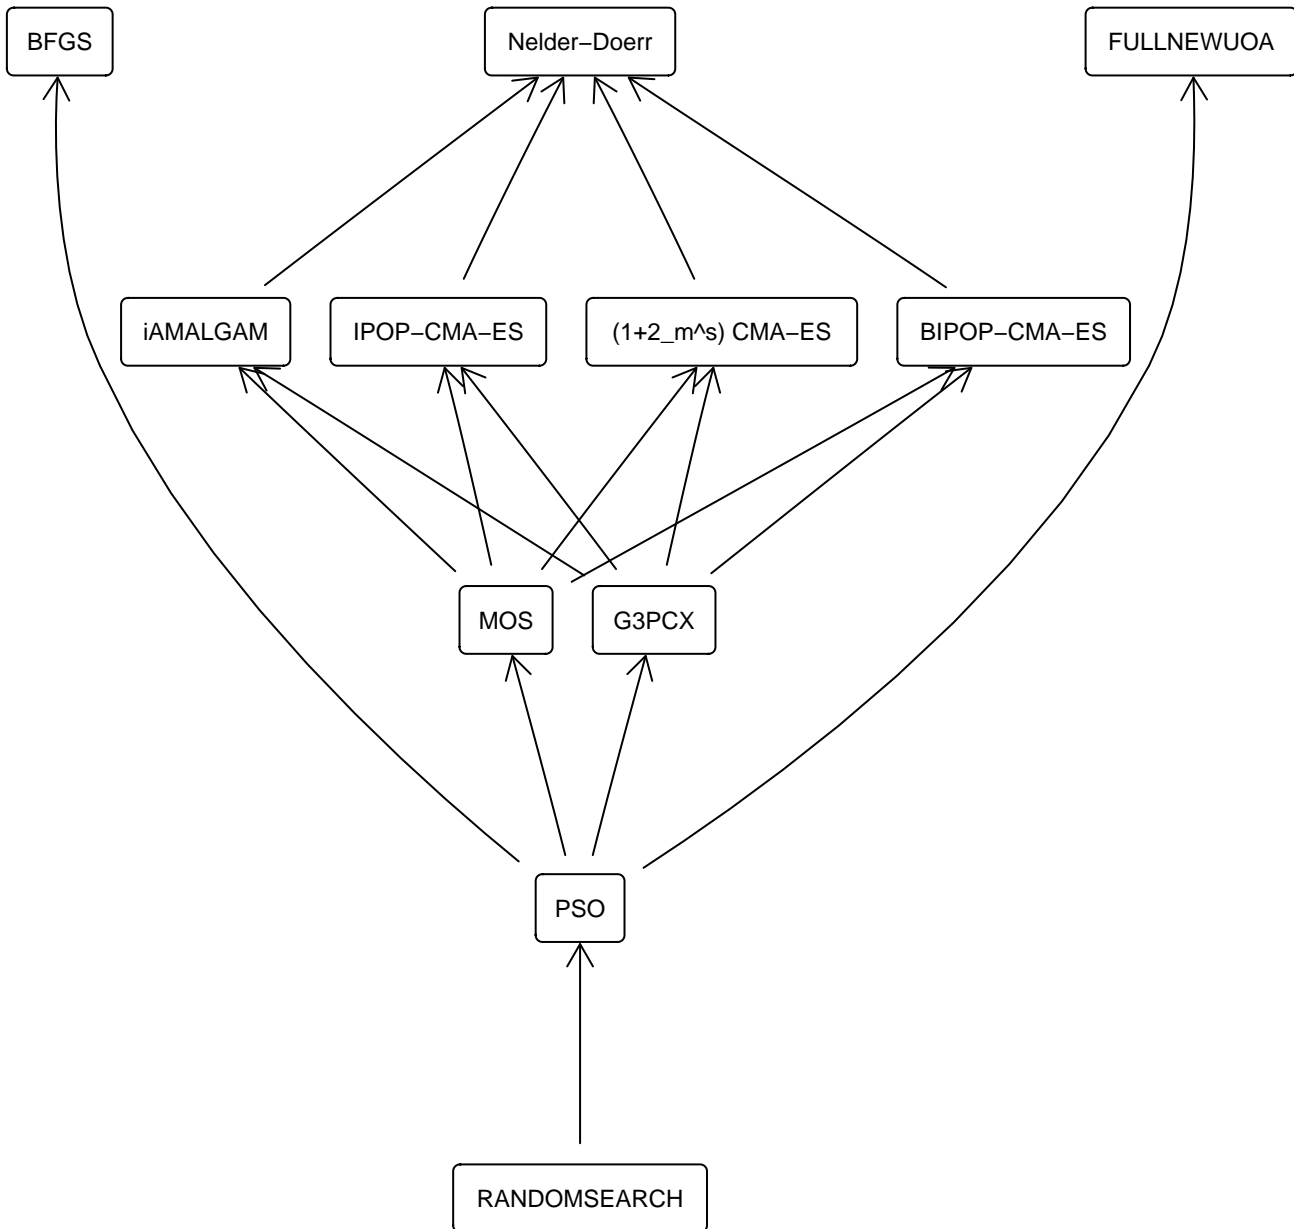 BFGS
Nelder−Doerr
FULLNEWUOA
iAMALGAM
IPOP−CMA−ES
(1+2_m^s) CMA−ES
BIPOP−CMA−ES
MOS
G3PCX
PSO
RANDOMSEARCH